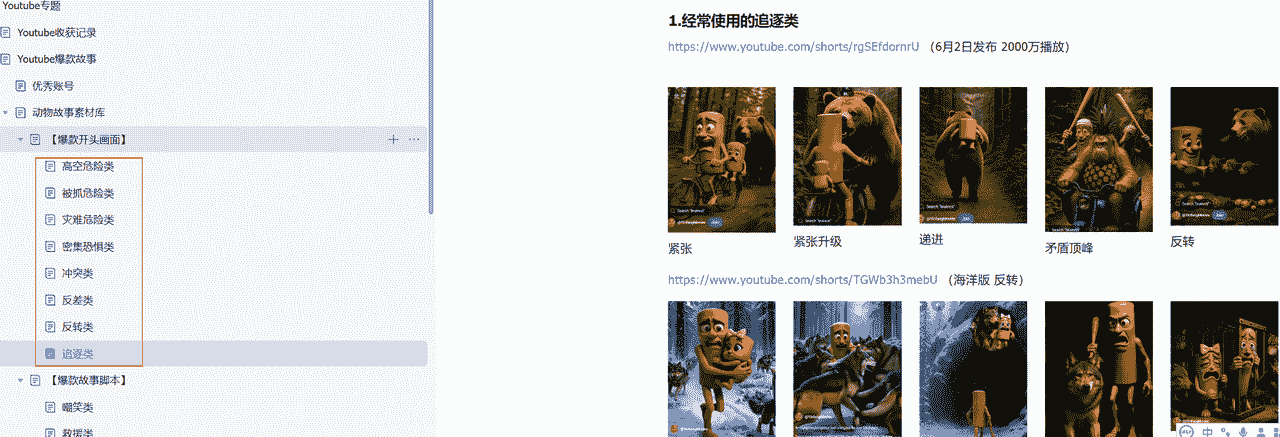 Youtube专题
Youtube收获记录
Youtube爆款故事
优秀账号
动物故事素材库
【爆款开头画面】
高空危险类
被抓危险类
灾难危险类
密集恐惧类
冲突类
反差类
反转类
追逐类
【爆款故事脚本】
嘲笑类
救援类
1.经常使用的追逐类
https://www.youtube.com/shorts/rgSEfdornrU （6月2日发布 2000万播放）
紧张
紧张升级
递进
矛盾顶峰
反转
https://www.youtube.com/shorts/TGWb3h3mebU （海洋版 反转）